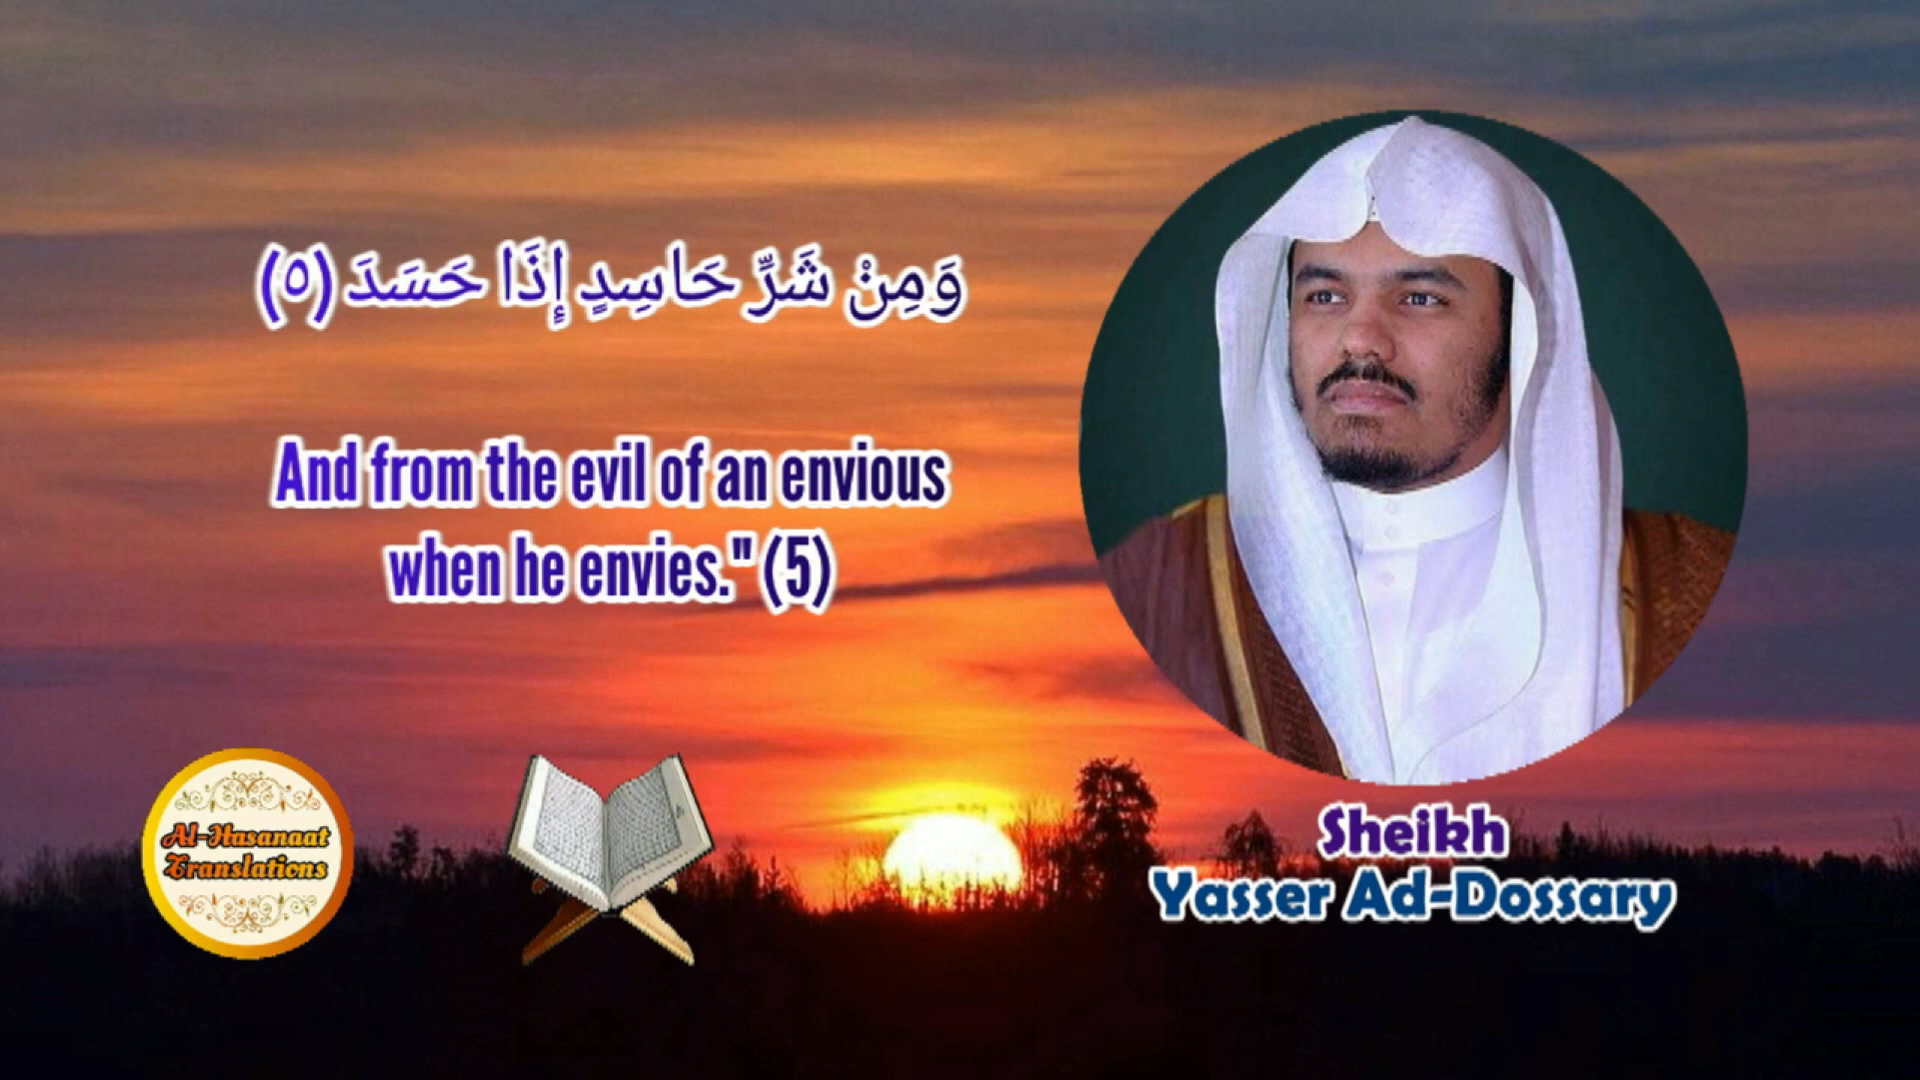 وَمِنْ شَرِّ حَاسِدٍ إِذَا حَسَدَ (٥)
And from the evil of an envious
when he envies." (5)
Al-Hasanaat
Translations
Sheikh
Yasser Ad-Dossary